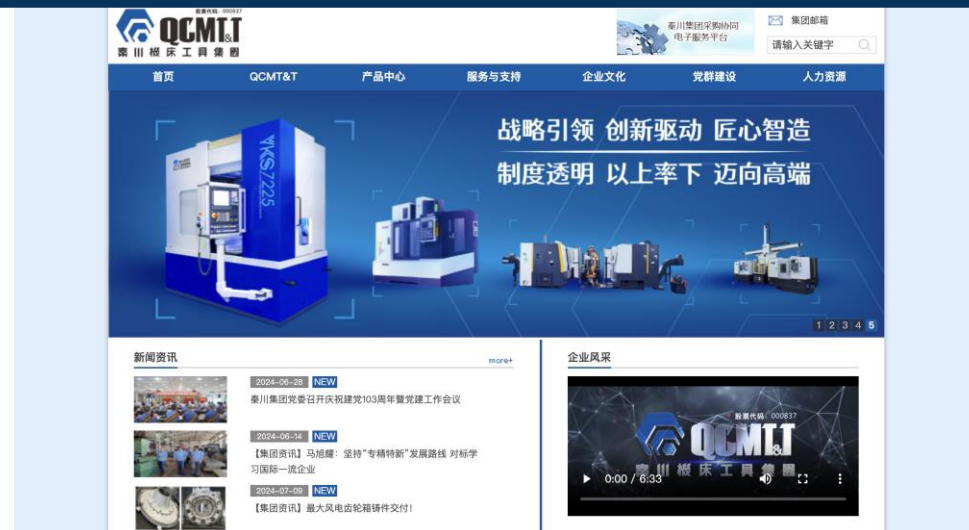 股票代码：000837
QCMT&T
秦川机床工具集团
秦川集团采购协同
电子服务平台
集团邮箱
请输入关键字
首页 QCMT&T 产品中心 服务与支持 企业文化 党群建设 人力资源
战略引领 创新驱动 匠心智造
制度透明 以上率下 迈向高端
YKS7225
1 2 3 4 5
新闻资讯
more+
2024-06-28 NEW
秦川集团党委召开庆祝建党103周年暨党建工作会议
2024-06-14 NEW
【集团资讯】马旭耀：坚持“专精特新”发展路线 对标学
习国际一流企业
2024-07-09 NEW
【集团资讯】最大风电齿轮箱铸件交付！
企业风采
股票代码：000837
QCMT&T
秦川机床工具集团
0:00 / 6:33